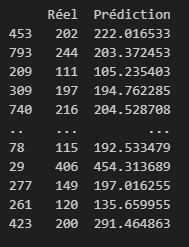 Réel Prédiction
453 202 222.016533
793 244 203.372453
209 111 105.235403
309 197 194.762285
740 216 204.528708
.. ... ...
78 115 192.533479
29 406 454.313689
277 149 197.016255
261 120 135.659955
423 200 291.464863